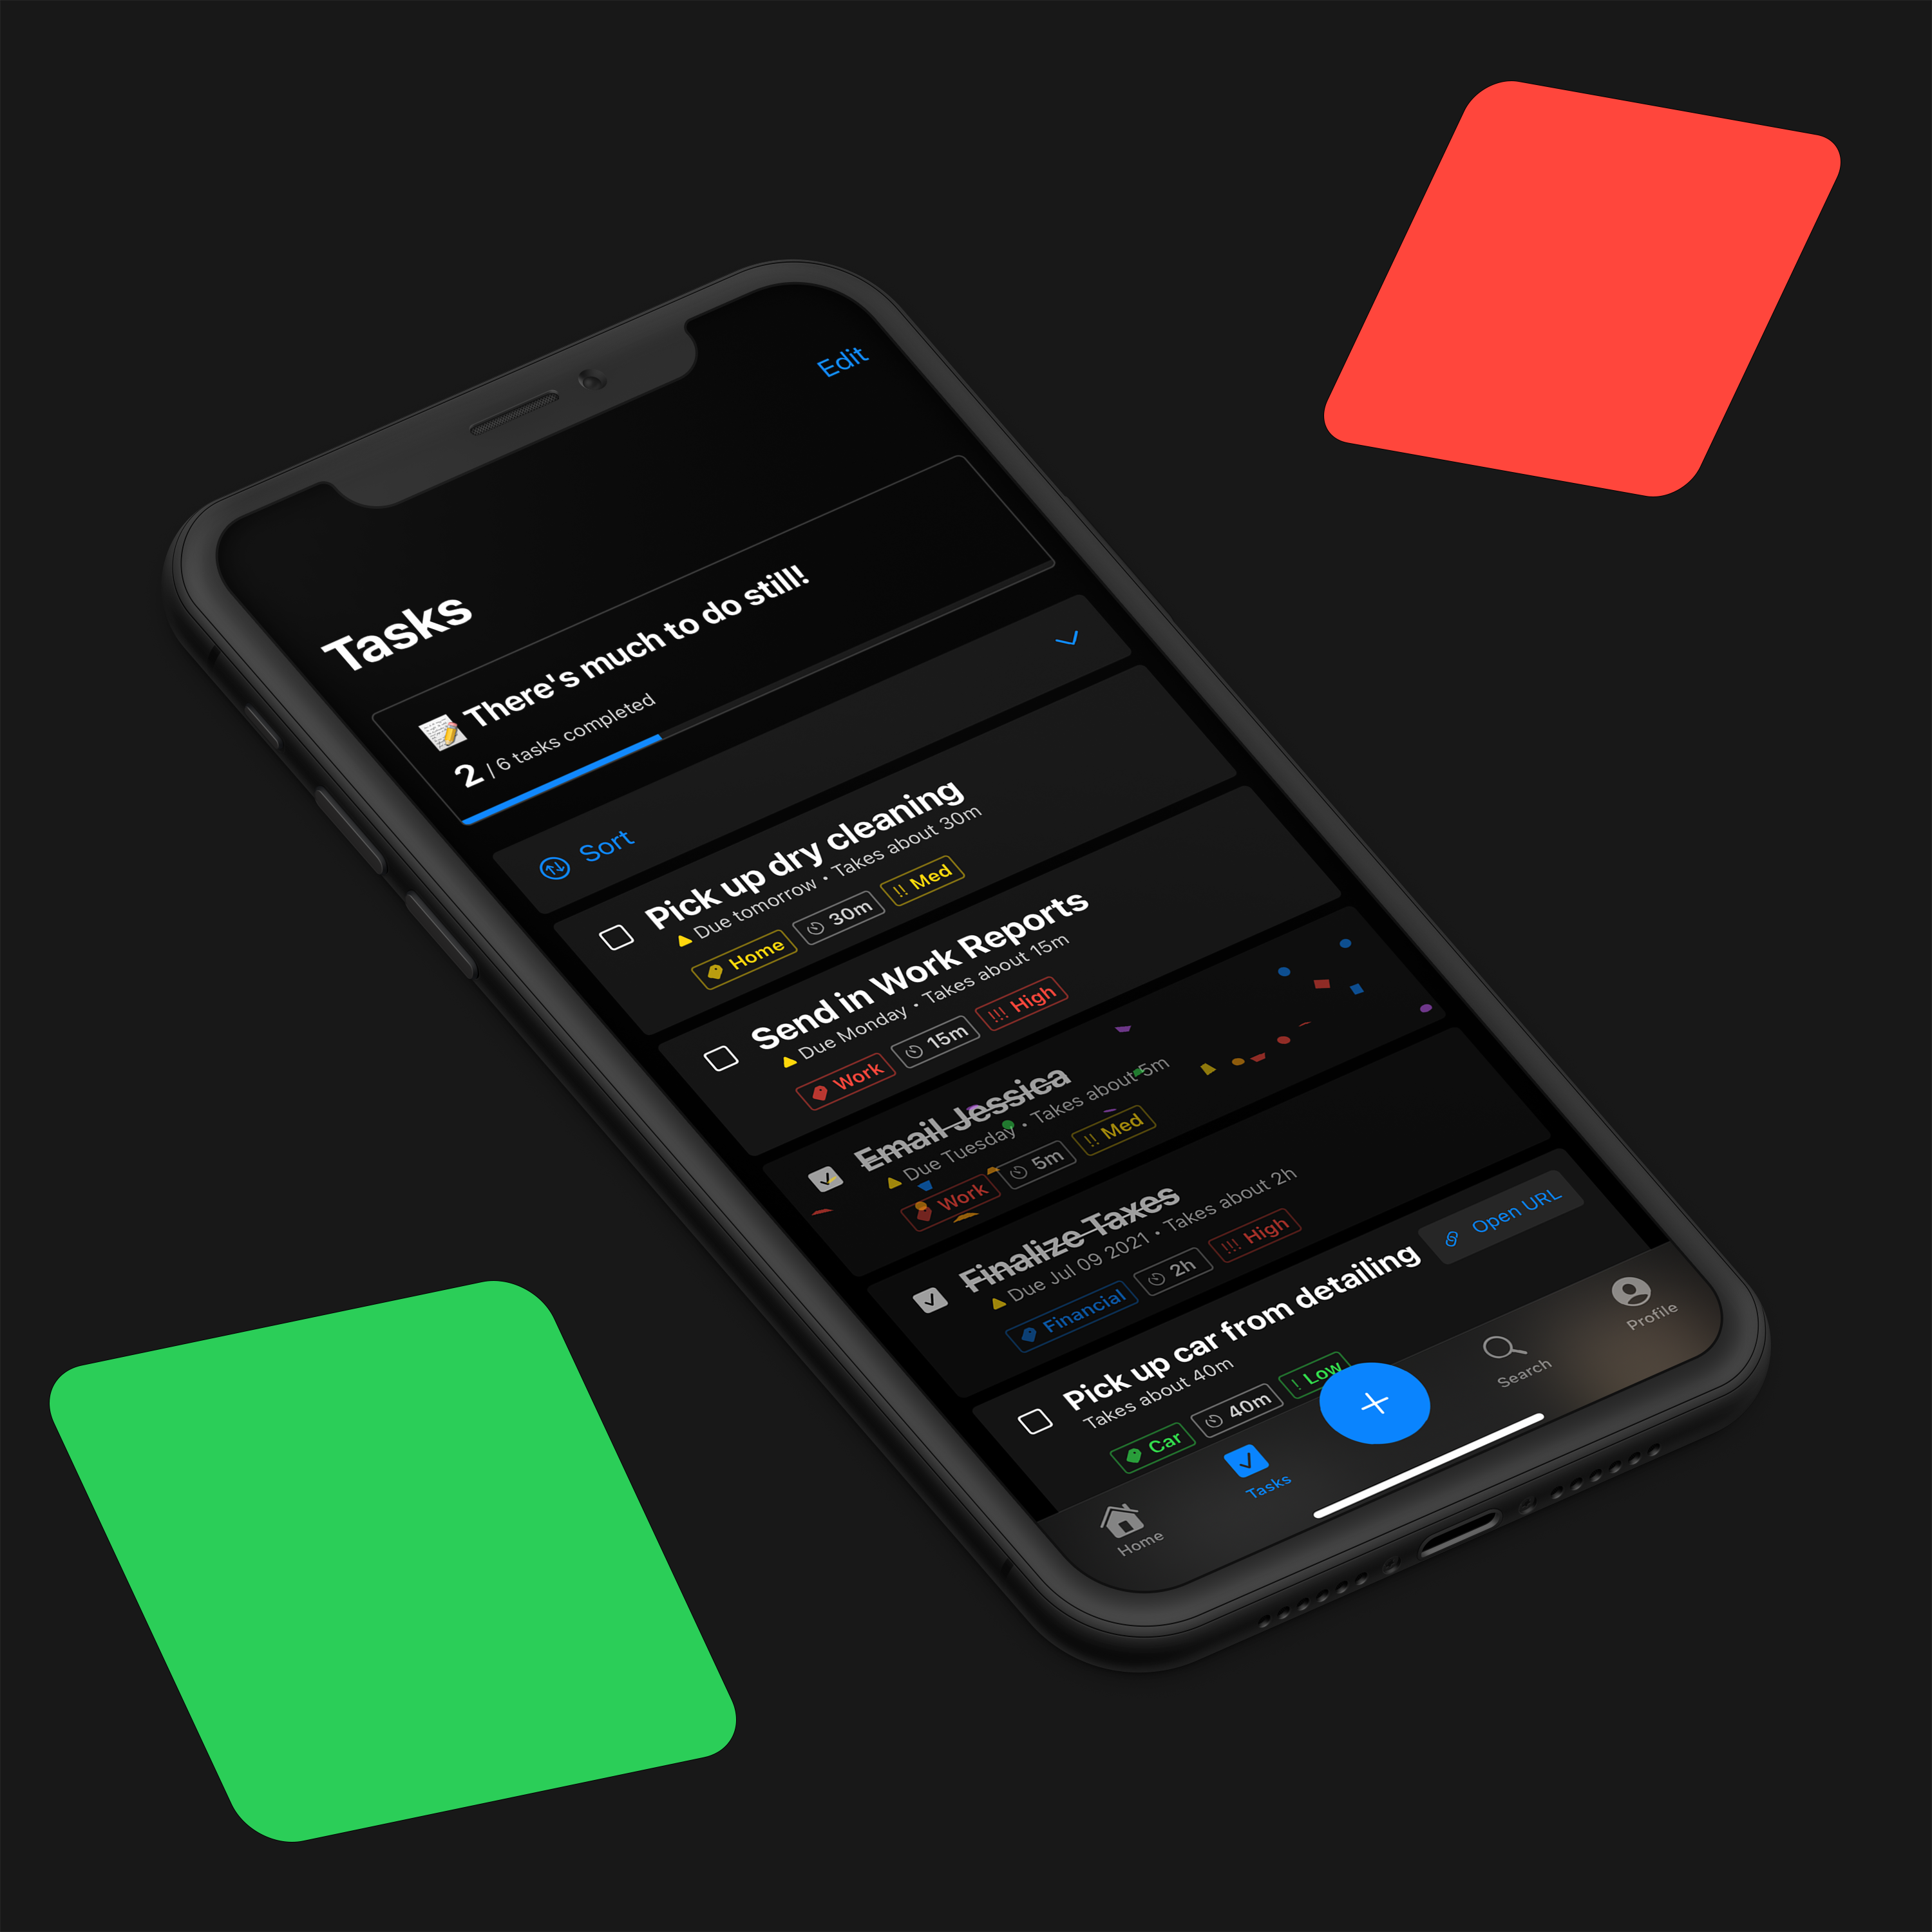 Edit
Tasks
📝 There's much to do still!
2 / 6 tasks completed
Sort
Pick up dry cleaning
Due tomorrow • Takes about 30m
Home 30m !! Med
Send in Work Reports
Due Monday • Takes about 15m
Work 15m !!! High
Email Jessica
Due Tuesday • Takes about 5m
Work 5m !! Med
Finalize Taxes
Due Jul 09 2021 • Takes about 2h
Financial 2h !!! High
Open URL
Pick up car from detailing
Takes about 40m
Car 40m ! Low
Home Tasks + Search Profile